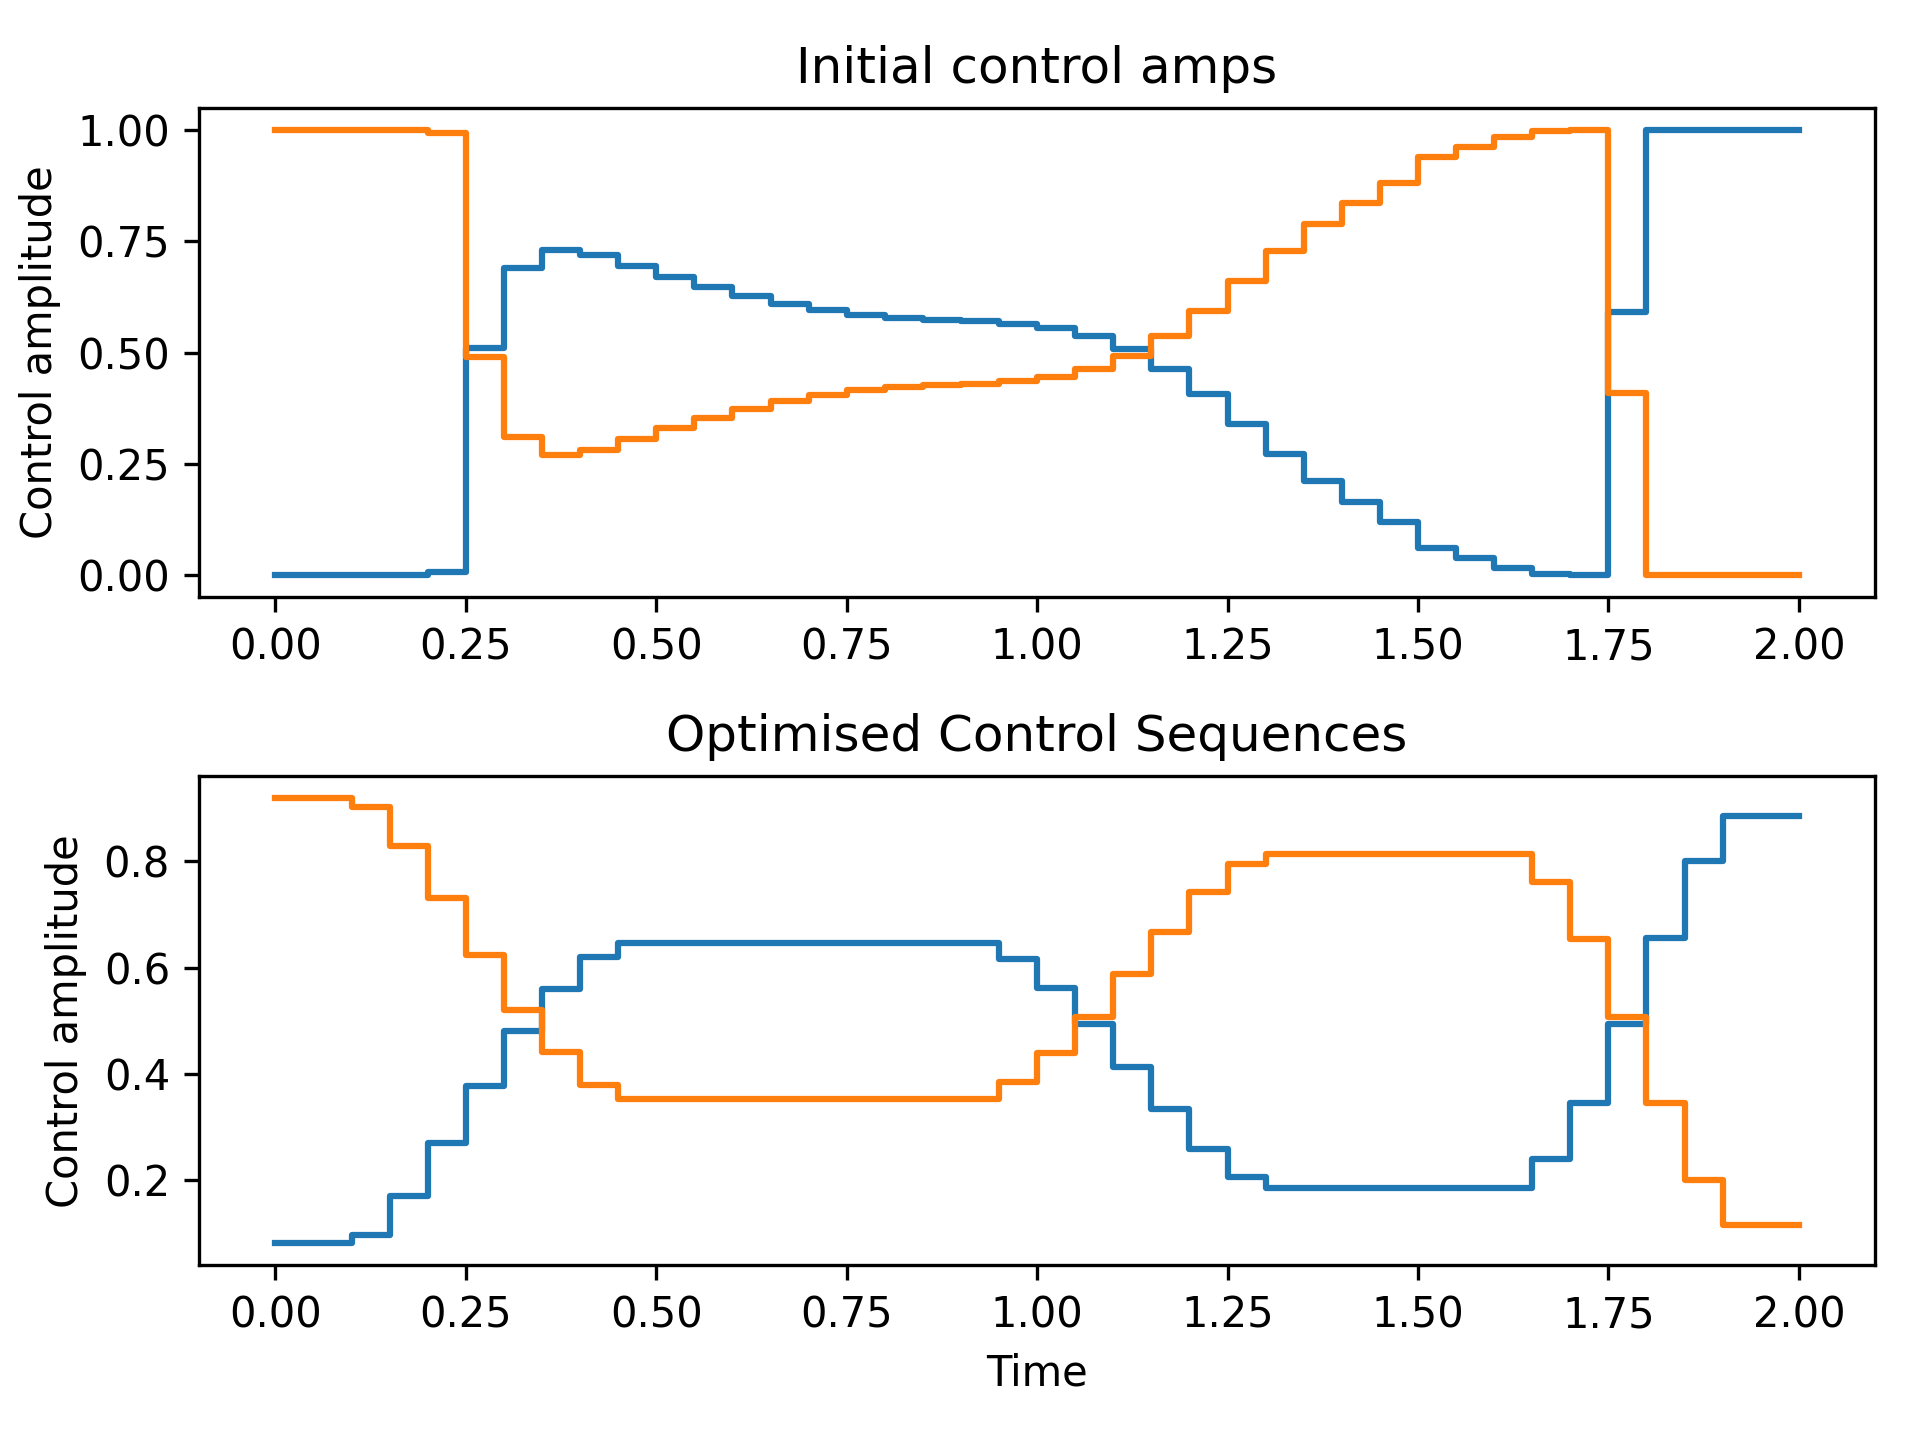 Initial control amps
Control amplitude
1.00
0.75
0.50
0.25
0.00
0.00 0.25 0.50 0.75 1.00 1.25 1.50 1.75 2.00
Optimised Control Sequences
Control amplitude
0.8
0.6
0.4
0.2
0.00 0.25 0.50 0.75 1.00 1.25 1.50 1.75 2.00
Time